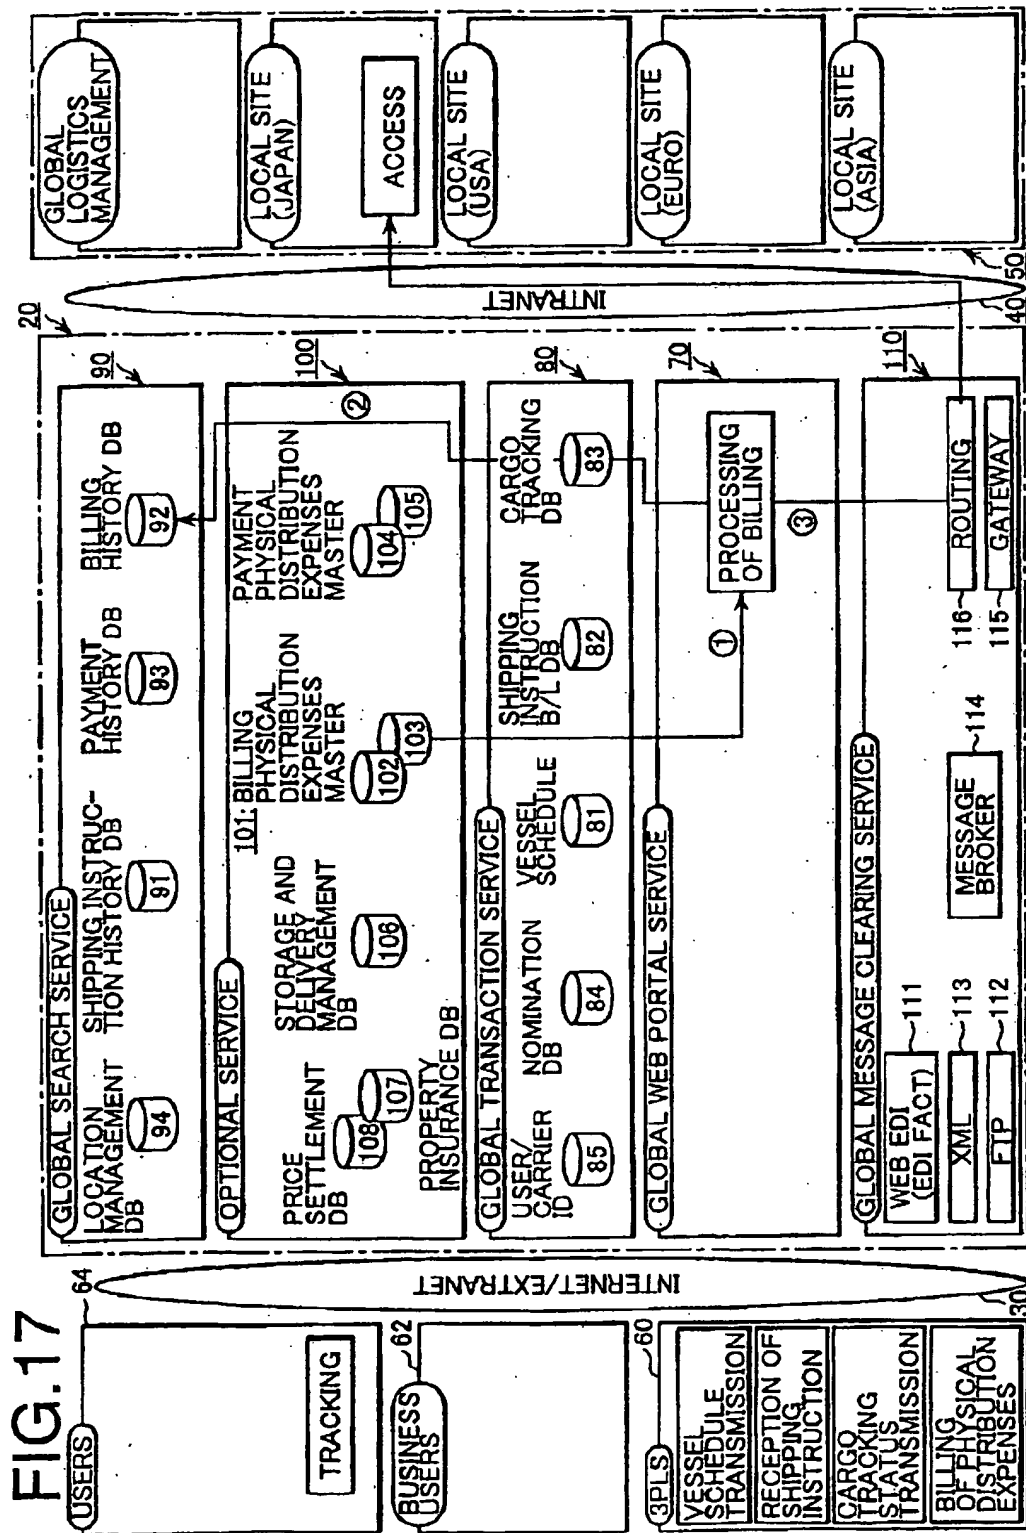 FIG.17
USERS
64
TRACKING
BUSINESS
USERS
62
3PLS
60
VESSEL
SCHEDULE
TRANSMISSION
RECEPTION OF
SHIPPING
INSTRUCTION
CARGO
TRACKING
STATUS
TRANSMISSION
BILLING
OF PHYSICAL
DISTRIBUTION
EXPENSES
INTERNET/EXTRANET
30
20
GLOBAL SEARCH SERVICE
90
LOCATION
MANAGEMENT
DB
94
SHIPPING INSTRUC-
TION HISTORY DB
91
PAYMENT
HISTORY DB
93
BILLING
HISTORY DB
92
OPTIONAL SERVICE
100
PRICE
SETTLEMENT
DB
108
107
PROPERTY
INSURANCE DB
STORAGE AND
DELIVERY
MANAGEMENT
DB
106
101: BILLING
PHYSICAL
DISTRIBUTION
EXPENSES
MASTER
102
103
PAYMENT
PHYSICAL
DISTRIBUTION
EXPENSES
MASTER
104
105
②
GLOBAL TRANSACTION SERVICE
80
USER/
CARRIER
ID
85
NOMINATION
DB
84
VESSEL
SCHEDULE
81
SHIPPING
INSTRUCTION
B/L DB
82
CARGO
TRACKING
DB
83
GLOBAL WEB PORTAL SERVICE
70
①
PROCESSING
OF BILLING
③
GLOBAL MESSAGE CLEARING SERVICE
110
WEB EDI
(EDI FACT)
111
XML
113
FTP
112
MESSAGE
BROKER
114
116
ROUTING
115
GATEWAY
INTRANET
40
50
GLOBAL
LOGISTICS
MANAGEMENT
LOCAL SITE
(JAPAN)
ACCESS
LOCAL SITE
(USA)
LOCAL SITE
(EURO)
LOCAL SITE
(ASIA)